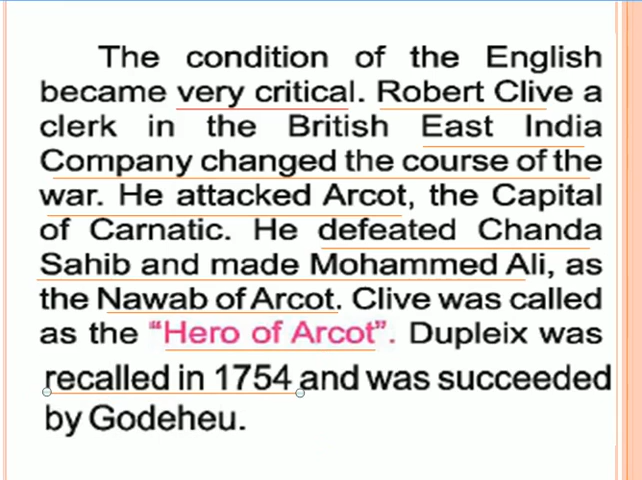 The condition of the English
became very critical. Robert Clive a
clerk in the British East India
Company changed the course of the
war. He attacked Arcot, the Capital
of Carnatic. He defeated Chanda
Sahib and made Mohammed Ali, as
the Nawab of Arcot. Clive was called
as the “Hero of Arcot”. Dupleix was
recalled in 1754 and was succeeded
by Godeheu.